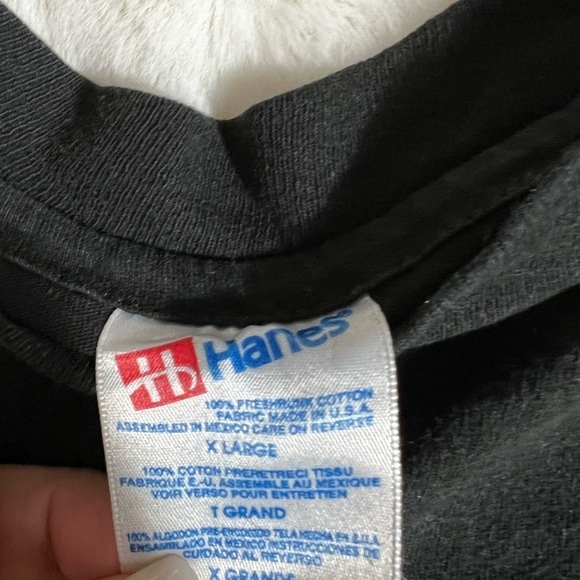 Hanes
100% PRESHRUNK COTTON
FABRIC MADE IN U.S.A.
ASSEMBLED IN MEXICO CARE ON REVERSE
X LARGE
100% COTON PRERETRECI TISSU
FABRIQUE E.-U. ASSEMBLE AU MEXIQUE
VOIR VERSO POUR ENTRETIEN
T GRAND
100% ALGODON PRE-ENCOGIDO TELA HECHA EN E.U.A.
ENSAMBLADO EN MEXICO INSTRUCCIONES DE
CUIDADO AL REVERSO
X GRANDE